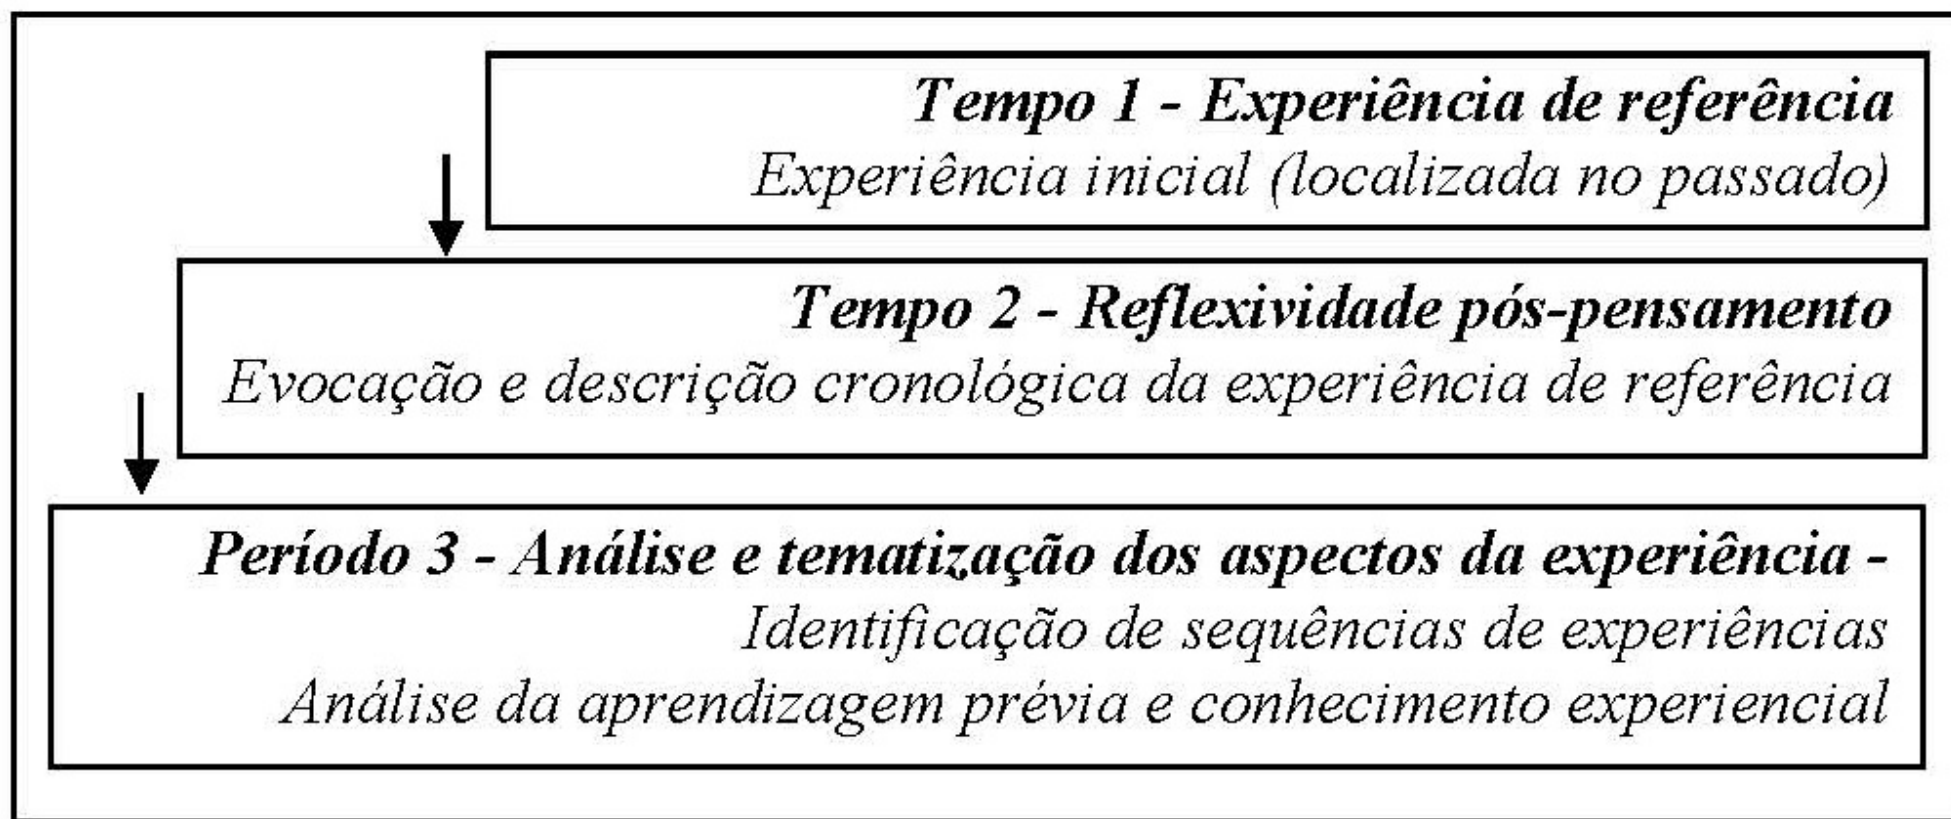 Tempo 1 - Experiência de referência
Experiência inicial (localizada no passado)
Tempo 2 - Reflexividade pós-pensamento
Evocação e descrição cronológica da experiência de referência
Período 3 - Análise e tematização dos aspectos da experiência -
Identificação de sequências de experiências
Análise da aprendizagem prévia e conhecimento experiencial